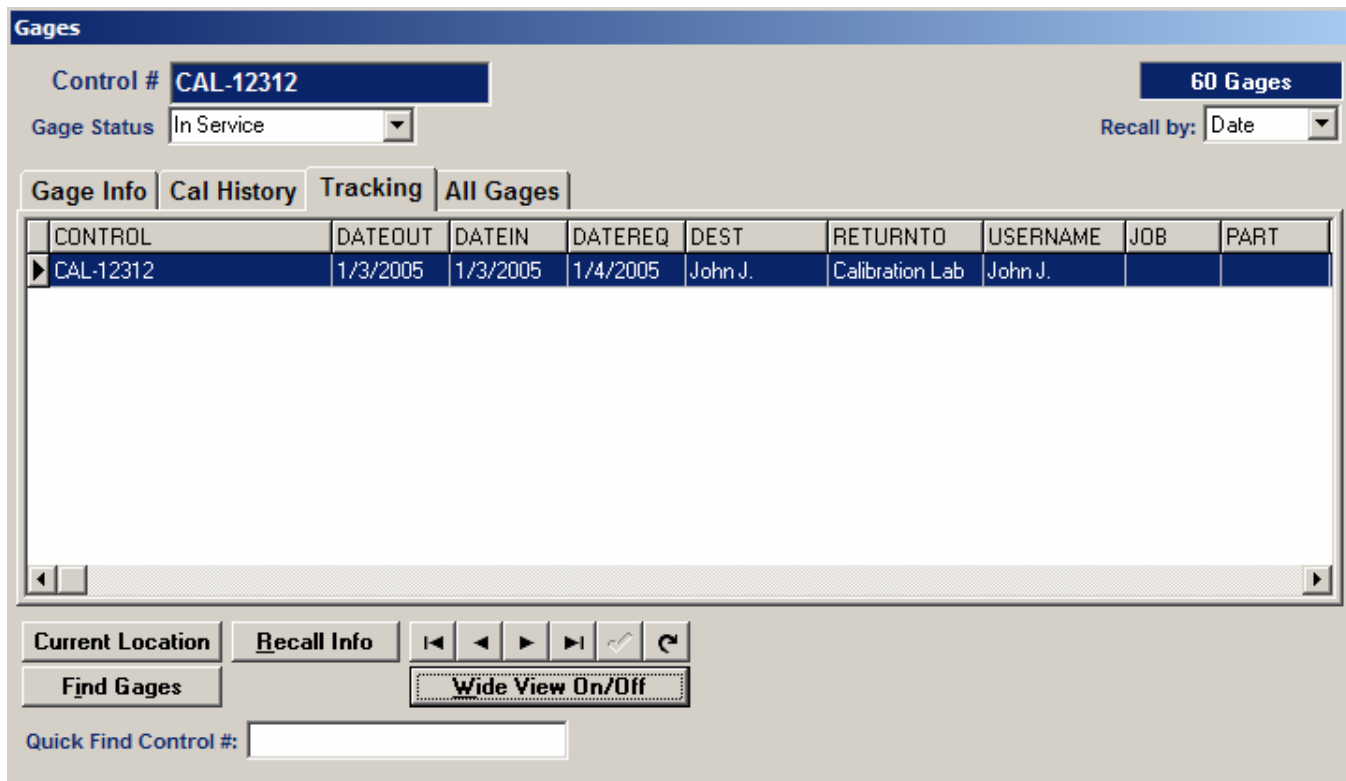 Gages
Control # CAL-12312 60 Gages
Gage Status In Service Recall by: Date
Gage Info Cal History Tracking All Gages
CONTROL DATEOUT DATEIN DATEREQ DEST RETURNTO USERNAME JOB PART
CAL-12312 1/3/2005 1/3/2005 1/4/2005 John J. Calibration Lab John J.
Current Location Recall Info
Find Gages Wide View On/Off
Quick Find Control #: